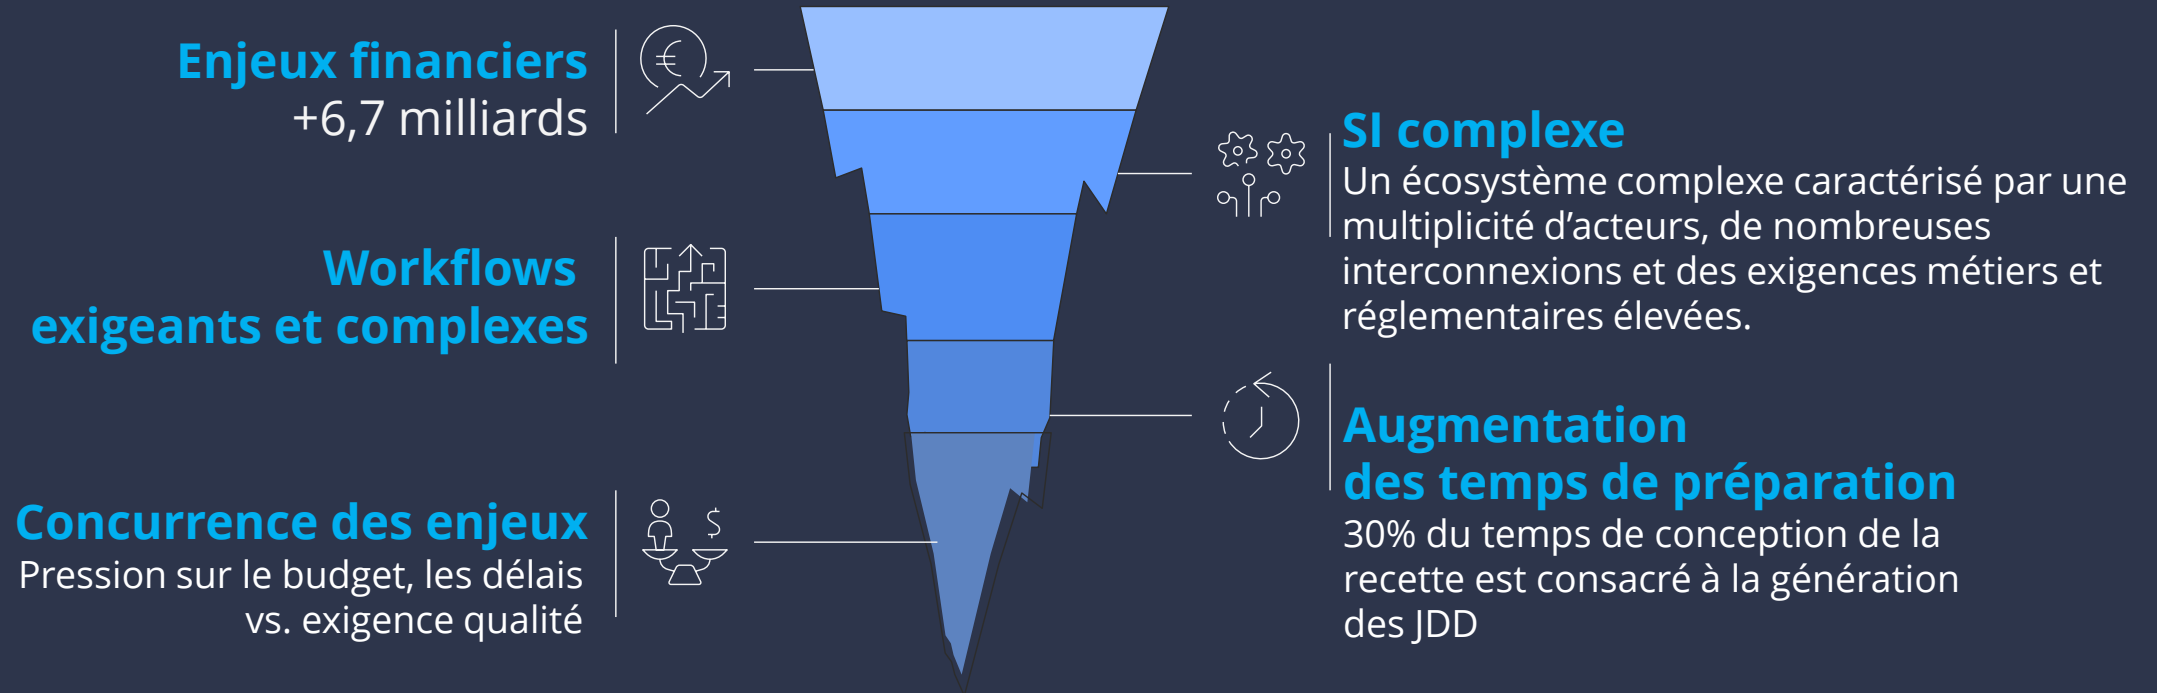 Enjeux financiers
+6,7 milliards
SI complexe
Un écosystème complexe caractérisé par une
multiplicité d’acteurs, de nombreuses
interconnexions et des exigences métiers et
réglementaires élevées.
Workflows
exigeants et complexes
Augmentation
des temps de préparation
30% du temps de conception de la
recette est consacré à la génération
des JDD
Concurrence des enjeux
Pression sur le budget, les délais
vs. exigence qualité